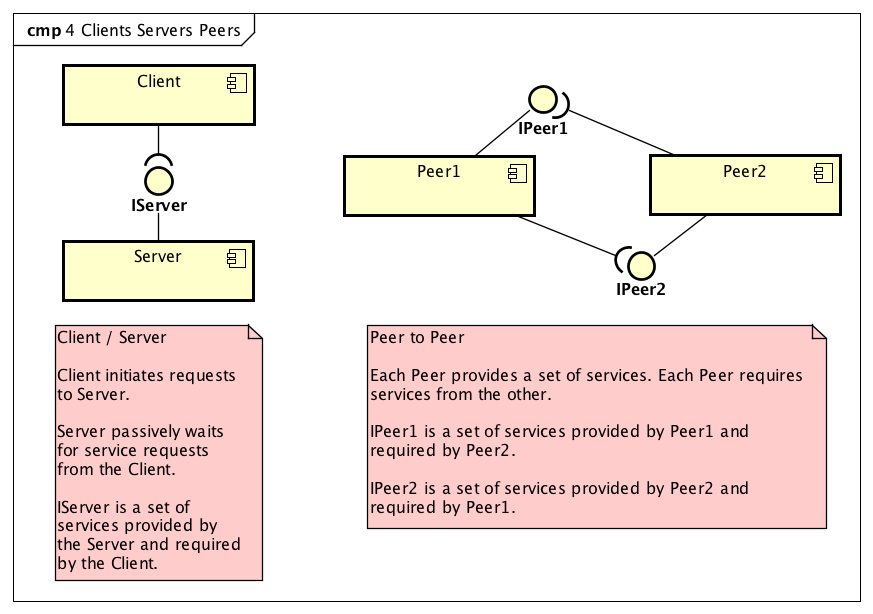 cmp 4 Clients Servers Peers
Client
IServer
Server
IPeer1
Peer1
Peer2
IPeer2
Client / Server
Client initiates requests
to Server.
Server passively waits
for service requests
from the Client.
IServer is a set of
services provided by
the Server and required
by the Client.
Peer to Peer
Each Peer provides a set of services. Each Peer requires
services from the other.
IPeer1 is a set of services provided by Peer1 and
required by Peer2.
IPeer2 is a set of services provided by Peer2 and
required by Peer1.